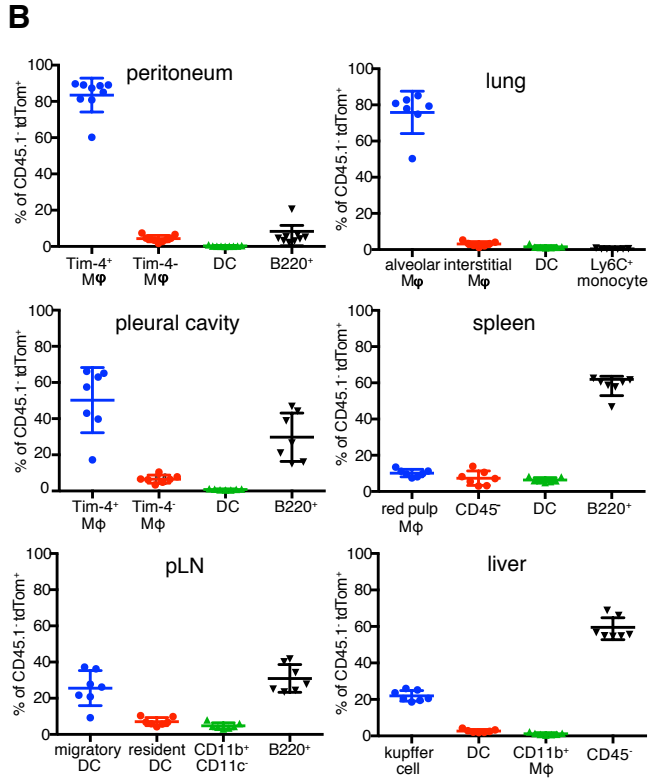 B
peritoneum
% of CD45.1⁻ tdTom⁺
100
80
60
40
20
0
Tim-4⁺
Mφ
Tim-4-
Mφ
DC
B220⁺
lung
% of CD45.1⁻ tdTom⁺
100
80
60
40
20
0
alveolar
Mφ
interstitial
Mφ
DC
Ly6C⁺
monocyte
pleural cavity
% of CD45.1⁻ tdTom⁺
100
80
60
40
20
0
Tim-4⁺
Mφ
Tim-4⁻
Mφ
DC
B220⁺
spleen
% of CD45.1⁻ tdTom⁺
100
80
60
40
20
0
red pulp
Mφ
CD45⁻
DC
B220⁺
pLN
% of CD45.1⁻ tdTom⁺
100
80
60
40
20
0
migratory
DC
resident
DC
CD11b⁺
CD11c⁻
B220⁺
liver
% of CD45.1⁻ tdTom⁺
100
80
60
40
20
0
kupffer
cell
DC
CD11b⁺
Mφ
CD45⁻